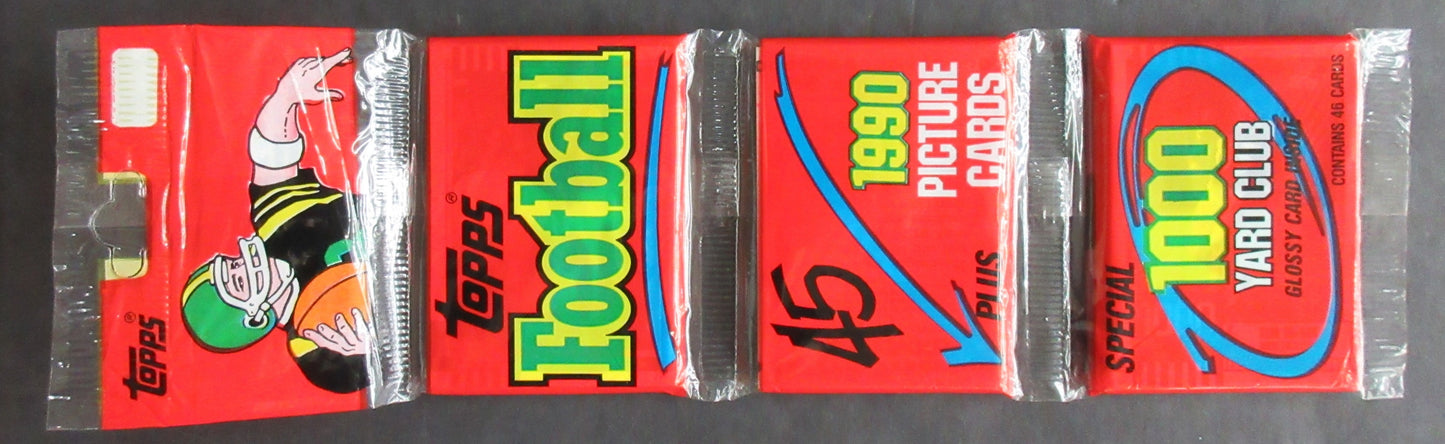 TOPPS®
TOPPS®
Football
45
1990
PICTURE
CARDS
PLUS
SPECIAL
1000
YARD CLUB
GLOSSY CARD INSIDE
CONTAINS 46 CARDS